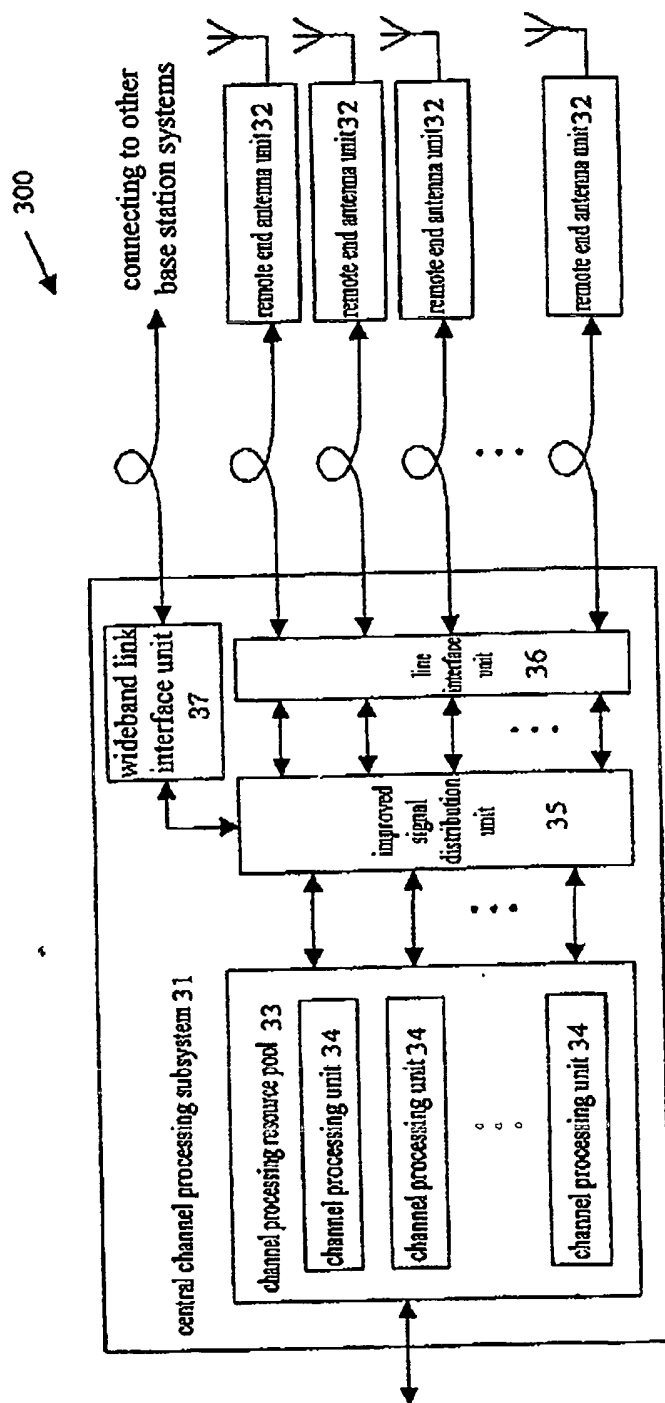 300
connecting to other
base station systems
central channel processing subsystem 31
wideband link
interface unit
37
channel processing resource pool 33
channel processing unit 34
channel processing unit 34
channel processing unit 34
improved
signal
distribution
unit
35
line
interface
unit
36
remote end antenna unit32
remote end antenna unit32
remote end antenna unit32
remote end antenna unit32